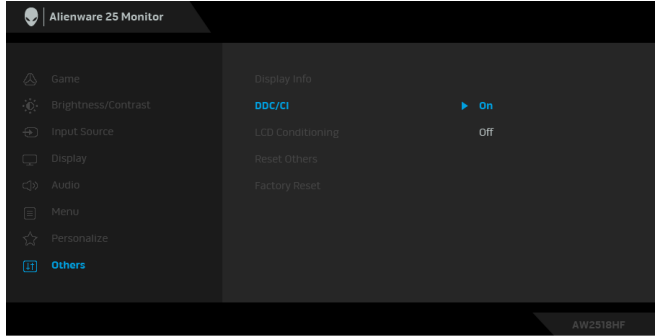 Alienware 25 Monitor
Game
Display Info
Brightness/Contrast
DDC/CI
On
Input Source
LCD Conditioning
Off
Display
Reset Others
Audio
Factory Reset
Menu
Personalize
Others
AW2518HF